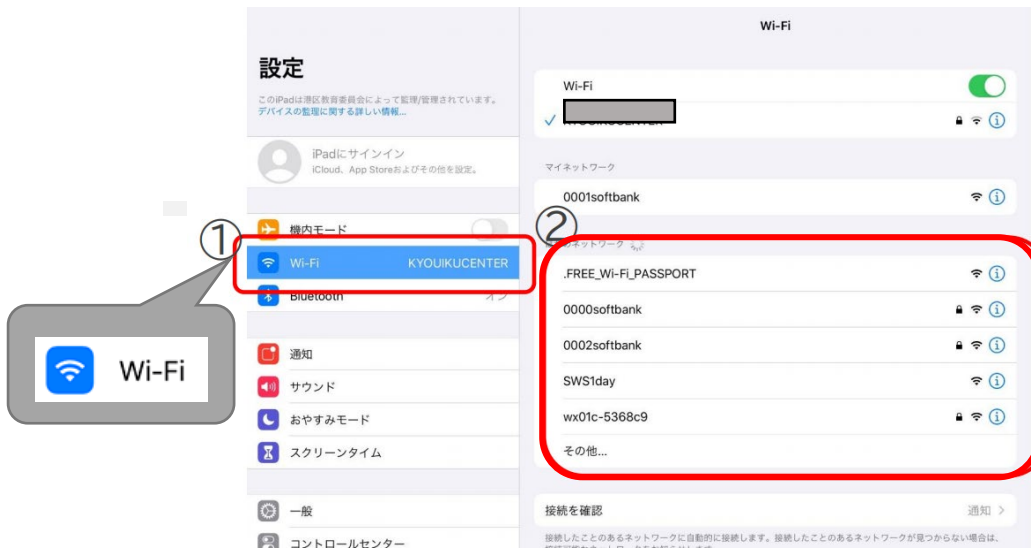 設定
このiPadは港区教育委員会によって監理/管理されています。
デバイスの監理に関する詳しい情報...
iPadにサインイン
iCloud、App Storeおよびその他を設定。
①
機内モード
Wi-Fi KYOUIKUCENTER
Bluetooth オン
Wi-Fi
通知
サウンド
おやすみモード
スクリーンタイム
一般
コントロールセンター
Wi-Fi
Wi-Fi
マイネットワーク
0001softbank
②
ネットワーク
.FREE_Wi-Fi_PASSPORT
0000softbank
0002softbank
SWS1day
wx01c-5368c9
その他...
接続を確認 通知
接続したことのあるネットワークに自動的に接続します。接続したことのあるネットワークが見つからない場合は、